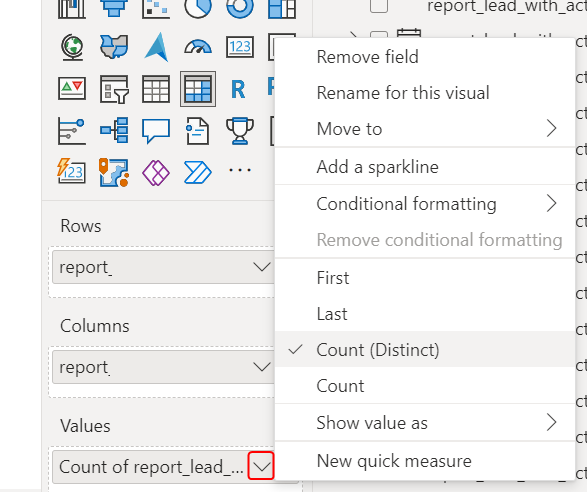 report_lead_with_act
123
Remove field
Rename for this visual
Move to
R
Add a sparkline
123
Conditional formatting
Rows
Remove conditional formatting
report_
First
Last
Columns
Count (Distinct)
report_
Count
Values
Show value as
Count of report_lead_...
New quick measure